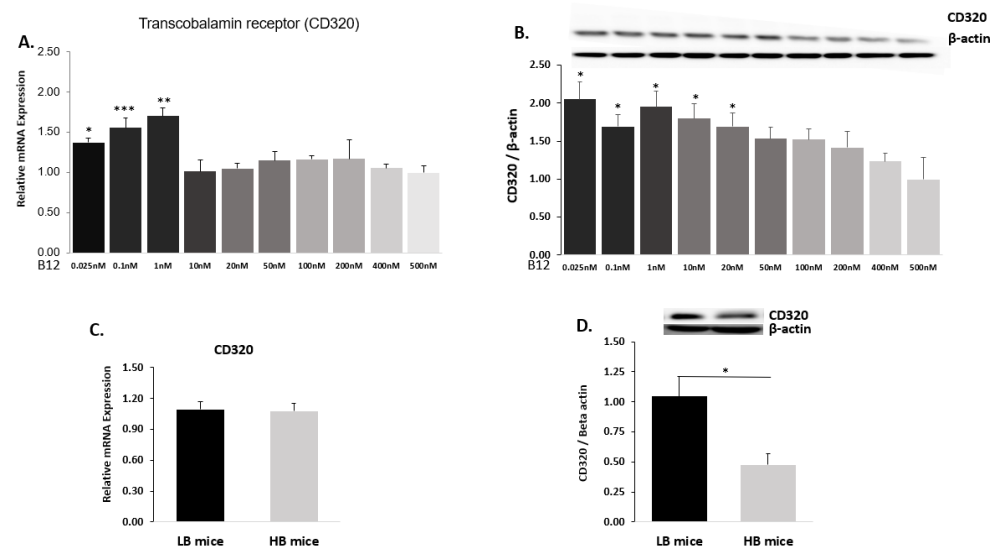 Transcobalamin receptor (CD320)
A.
Relative mRNA Expression
2.50
2.00
1.50
1.00
0.50
0.00
* *** **
B12 0.025nM 0.1nM 1nM 10nM 20nM 50nM 100nM 200nM 400nM 500nM
B.
CD320
β-actin
CD320 / β-actin
2.50
2.00
1.50
1.00
0.50
0.00
* * * * *
B12 0.025nM 0.1nM 1nM 10nM 20nM 50nM 100nM 200nM 400nM 500nM
C.
CD320
Relative mRNA Expression
1.50
1.20
0.90
0.60
0.30
0.00
LB mice HB mice
D.
CD320
β-actin
CD320 / Beta actin
1.50
1.25
1.00
0.75
0.50
0.25
0.00
*
LB mice HB mice